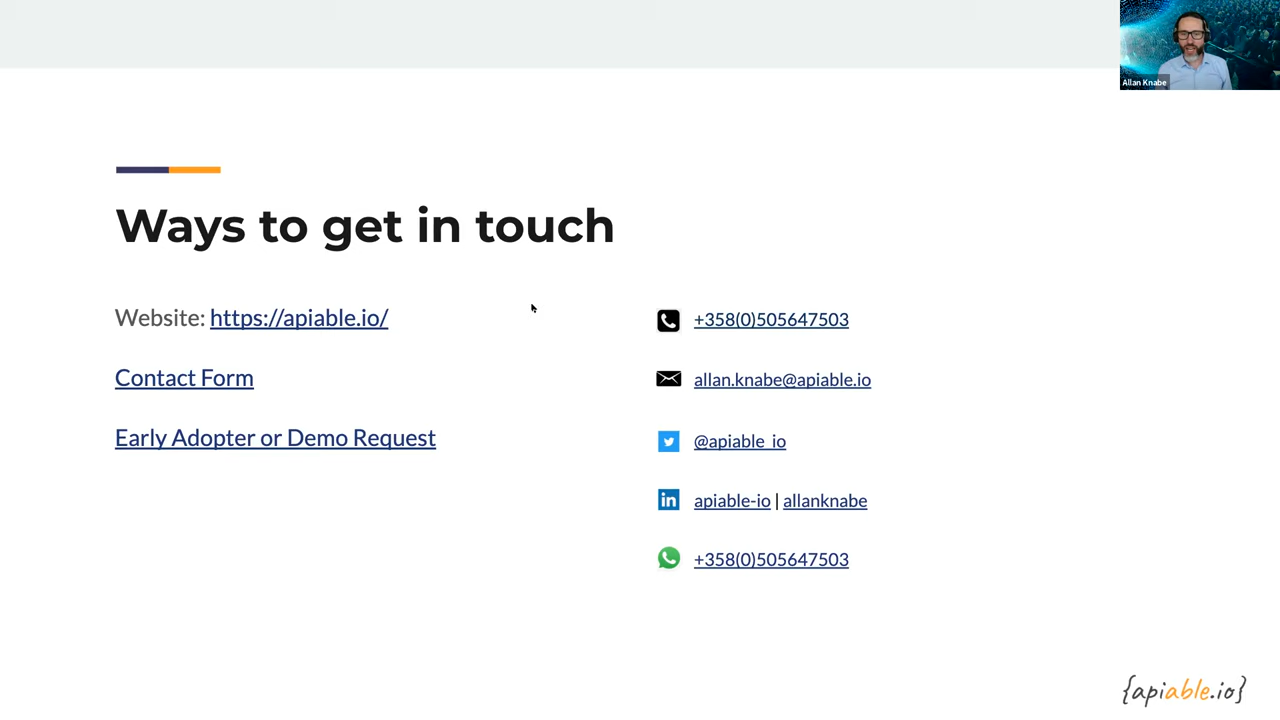 Allan Knabe
Ways to get in touch
Website: https://apiable.io/
Contact Form
Early Adopter or Demo Request
+358(0)505647503
allan.knabe@apiable.io
@apiable_io
apiable-io | allanknabe
+358(0)505647503
{apiable.io}